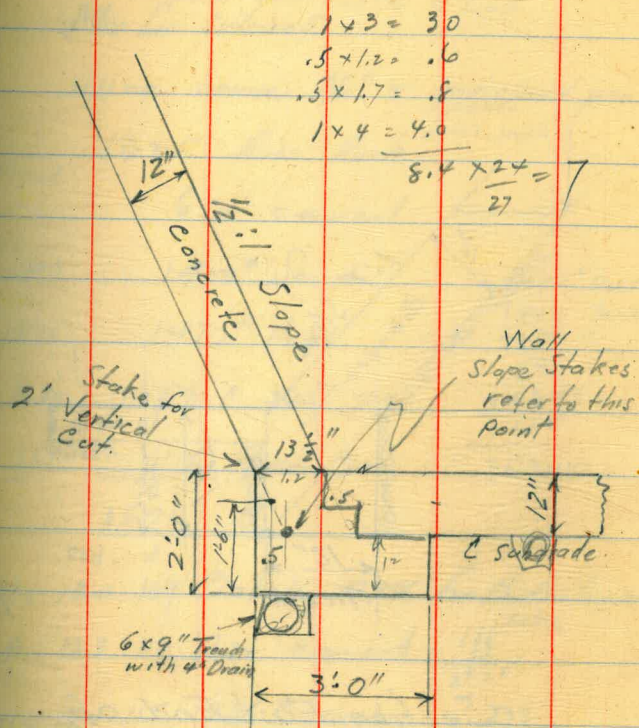 1 x 3 = 30
.5 x 1.2 = .6
.5 x 1.7 = .8
1 x 4 = 4.0
8.4 x 24/27 = 7
12"
1/2:1 Slope
concrete
Stake for
2' Vertical
Cut.
Wall
Slope Stakes
refer to this
Point
13 1/2"
1.2
.5
12"
2'-0"
1'-6"
.5
12
Subgrade
6 x 9" Trench
with 4" Drain
3'-0"